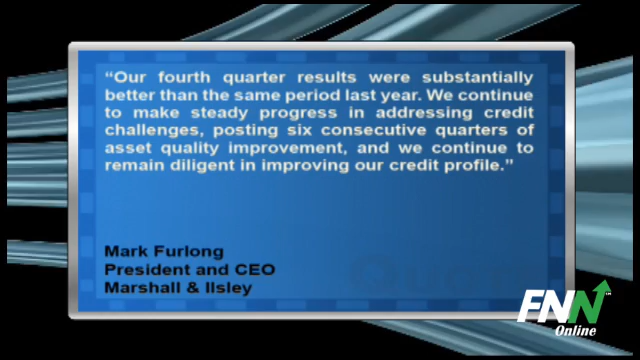 “Our fourth quarter results were substantially
better than the same period last year. We continue
to make steady progress in addressing credit
challenges, posting six consecutive quarters of
asset quality improvement, and we continue to
remain diligent in improving our credit profile.”
Mark Furlong
President and CEO
Marshall & Ilsley
FNN
Online